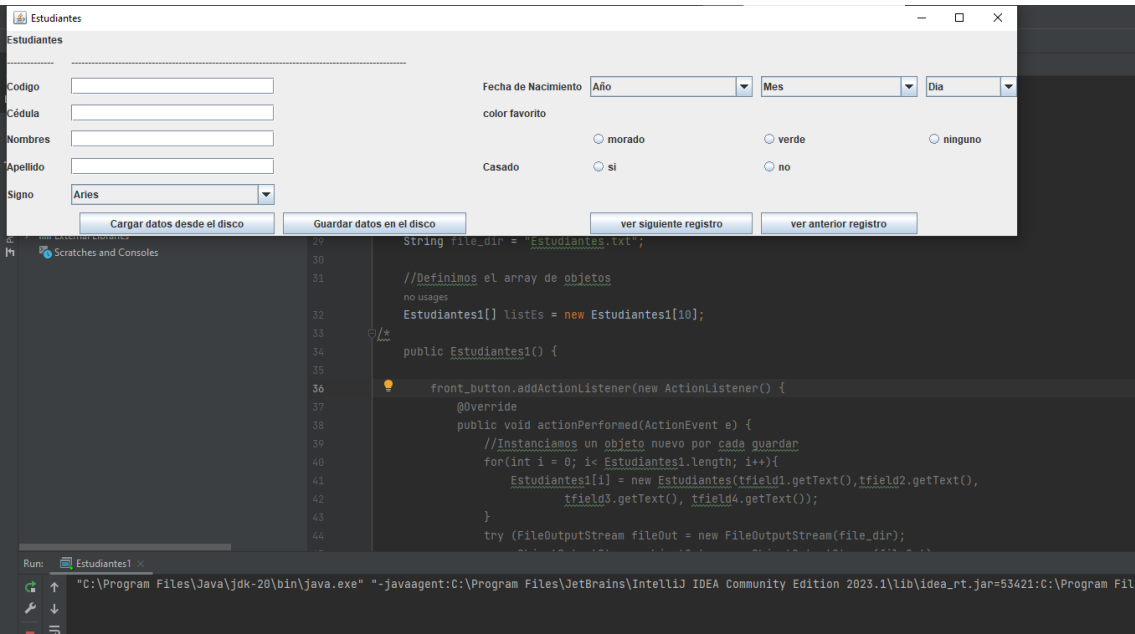 Estudiantes
Estudiantes
Codigo
Fecha de Nacimiento Año Mes Dia
Cédula
color favorito
Nombres
morado verde ninguno
Apellido
Casado si no
Signo Aries
Cargar datos desde el disco Guardar datos en el disco ver siguiente registro ver anterior registro
29 String file_dir = "Estudiantes.txt";
Scratches and Consoles
30
31 //Definimos el array de objetos
no usages
32 Estudiantes1[] listEs = new Estudiantes1[10];
33 /*
34 public Estudiantes1() {
35
36 front_button.addActionListener(new ActionListener() {
37 @Override
38 public void actionPerformed(ActionEvent e) {
39 //Instanciamos un objeto nuevo por cada guardar
40 for(int i = 0; i< Estudiantes1.length; i++){
41 Estudiantes1[i] = new Estudiantes(tfield1.getText(),tfield2.getText(),
42 tfield3.getText(), tfield4.getText());
43 }
44 try (FileOutputStream fileOut = new FileOutputStream(file_dir);
Run: Estudiantes1
"C:\Program Files\Java\jdk-20\bin\java.exe" "-javaagent:C:\Program Files\JetBrains\IntelliJ IDEA Community Edition 2023.1\lib\idea_rt.jar=53421:C:\Program Fil